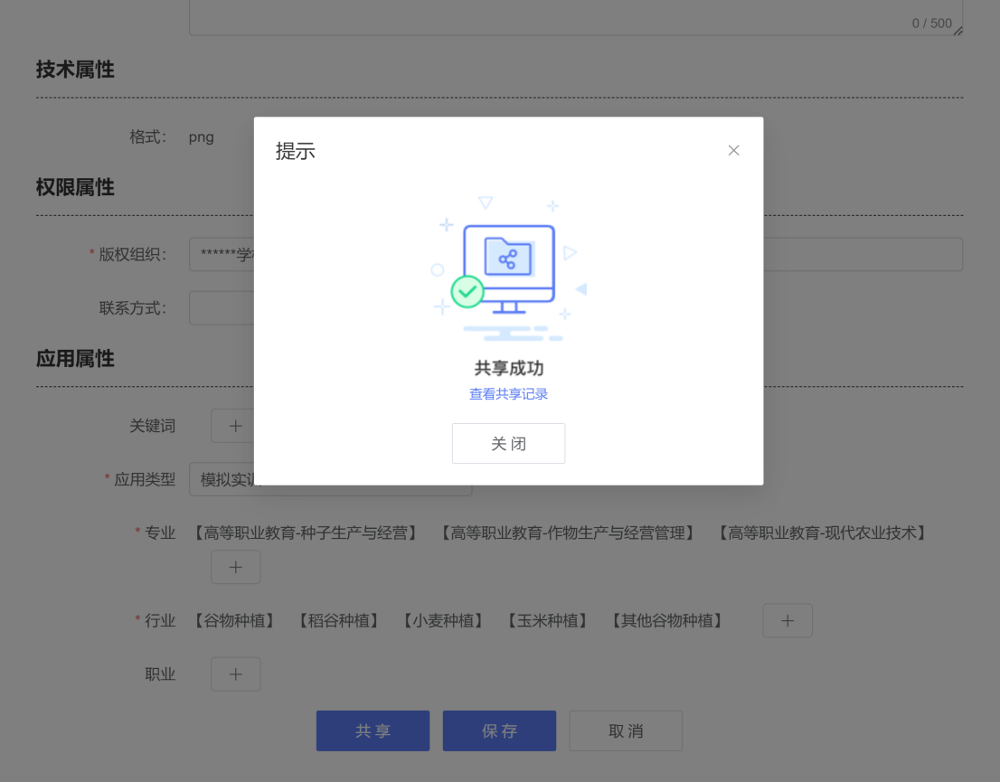 0 / 500
技术属性
格式： png
权限属性
* 版权组织： ******学
联系方式：
应用属性
关键词
* 应用类型 模拟实
* 专业 【高等职业教育-种子生产与经营】 【高等职业教育-作物生产与经营管理】 【高等职业教育-现代农业技术】
* 行业 【谷物种植】 【稻谷种植】 【小麦种植】 【玉米种植】 【其他谷物种植】
职业
共 享 保 存 取 消
提示
共享成功
查看共享记录
关 闭